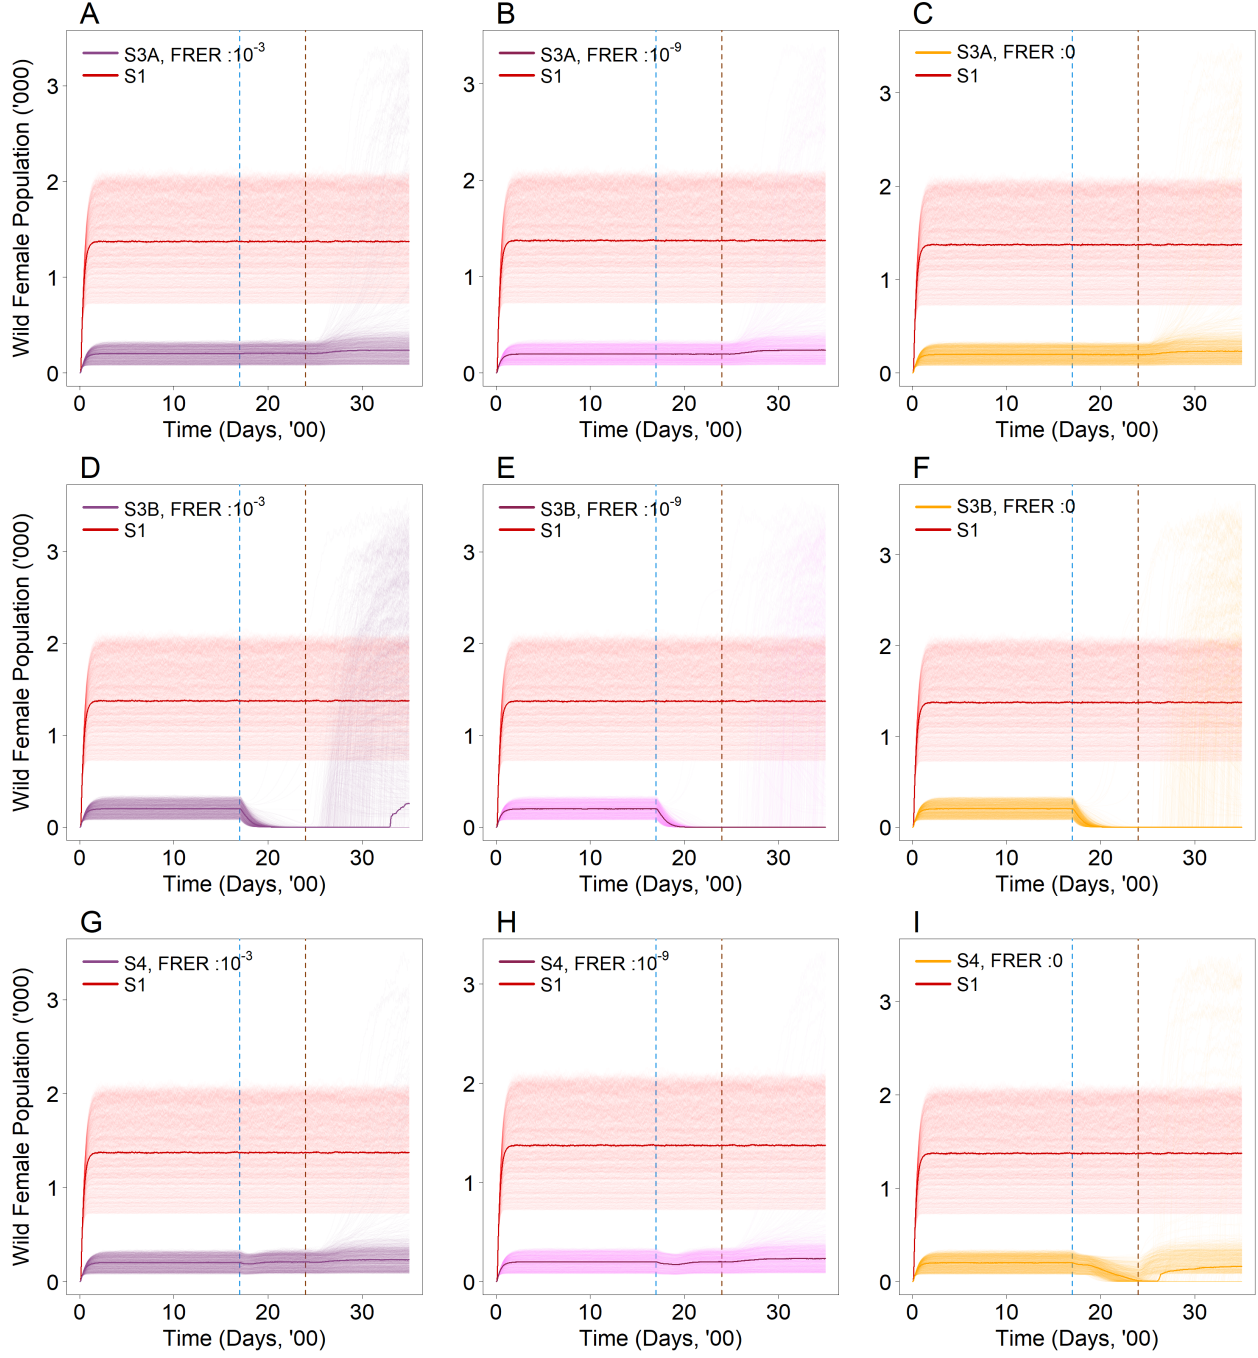 A
Wild Female Population ('000)
S3A, FRER :10-3
S1
3
2
1
0
0 10 20 30
Time (Days, '00)
B
S3A, FRER :10-9
S1
3
2
1
0
0 10 20 30
Time (Days, '00)
C
S3A, FRER :0
S1
3
2
1
0
0 10 20 30
Time (Days, '00)
D
Wild Female Population ('000)
S3B, FRER :10-3
S1
3
2
1
0
0 10 20 30
Time (Days, '00)
E
S3B, FRER :10-9
S1
3
2
1
0
0 10 20 30
Time (Days, '00)
F
S3B, FRER :0
S1
3
2
1
0
0 10 20 30
Time (Days, '00)
G
Wild Female Population ('000)
S4, FRER :10-3
S1
3
2
1
0
0 10 20 30
Time (Days, '00)
H
S4, FRER :10-9
S1
3
2
1
0
0 10 20 30
Time (Days, '00)
I
S4, FRER :0
S1
3
2
1
0
0 10 20 30
Time (Days, '00)